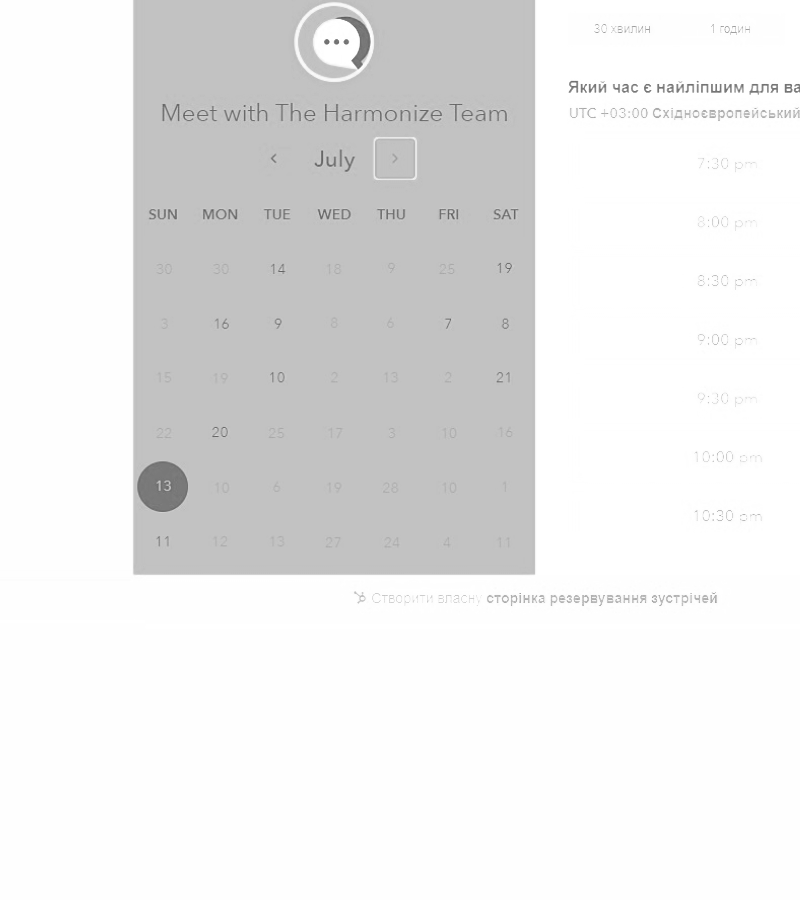 Meet with The Harmonize Team
July
SUN MON TUE WED THU FRI SAT
30 30 14 18 9 25 19
3 16 9 8 6 7 8
15 19 10 2 13 2 21
22 20 25 17 3 10 16
13 10 6 19 28 10 1
11 12 13 27 24 4 11
30 хвилин 1 годин
Який час є найліпшим для ва
UTC +03:00 Східноєвропейський
7:30 pm
8:00 pm
8:30 pm
9:00 pm
9:30 pm
10:00 pm
10:30 pm
Створити власну сторінка резервування зустрічей